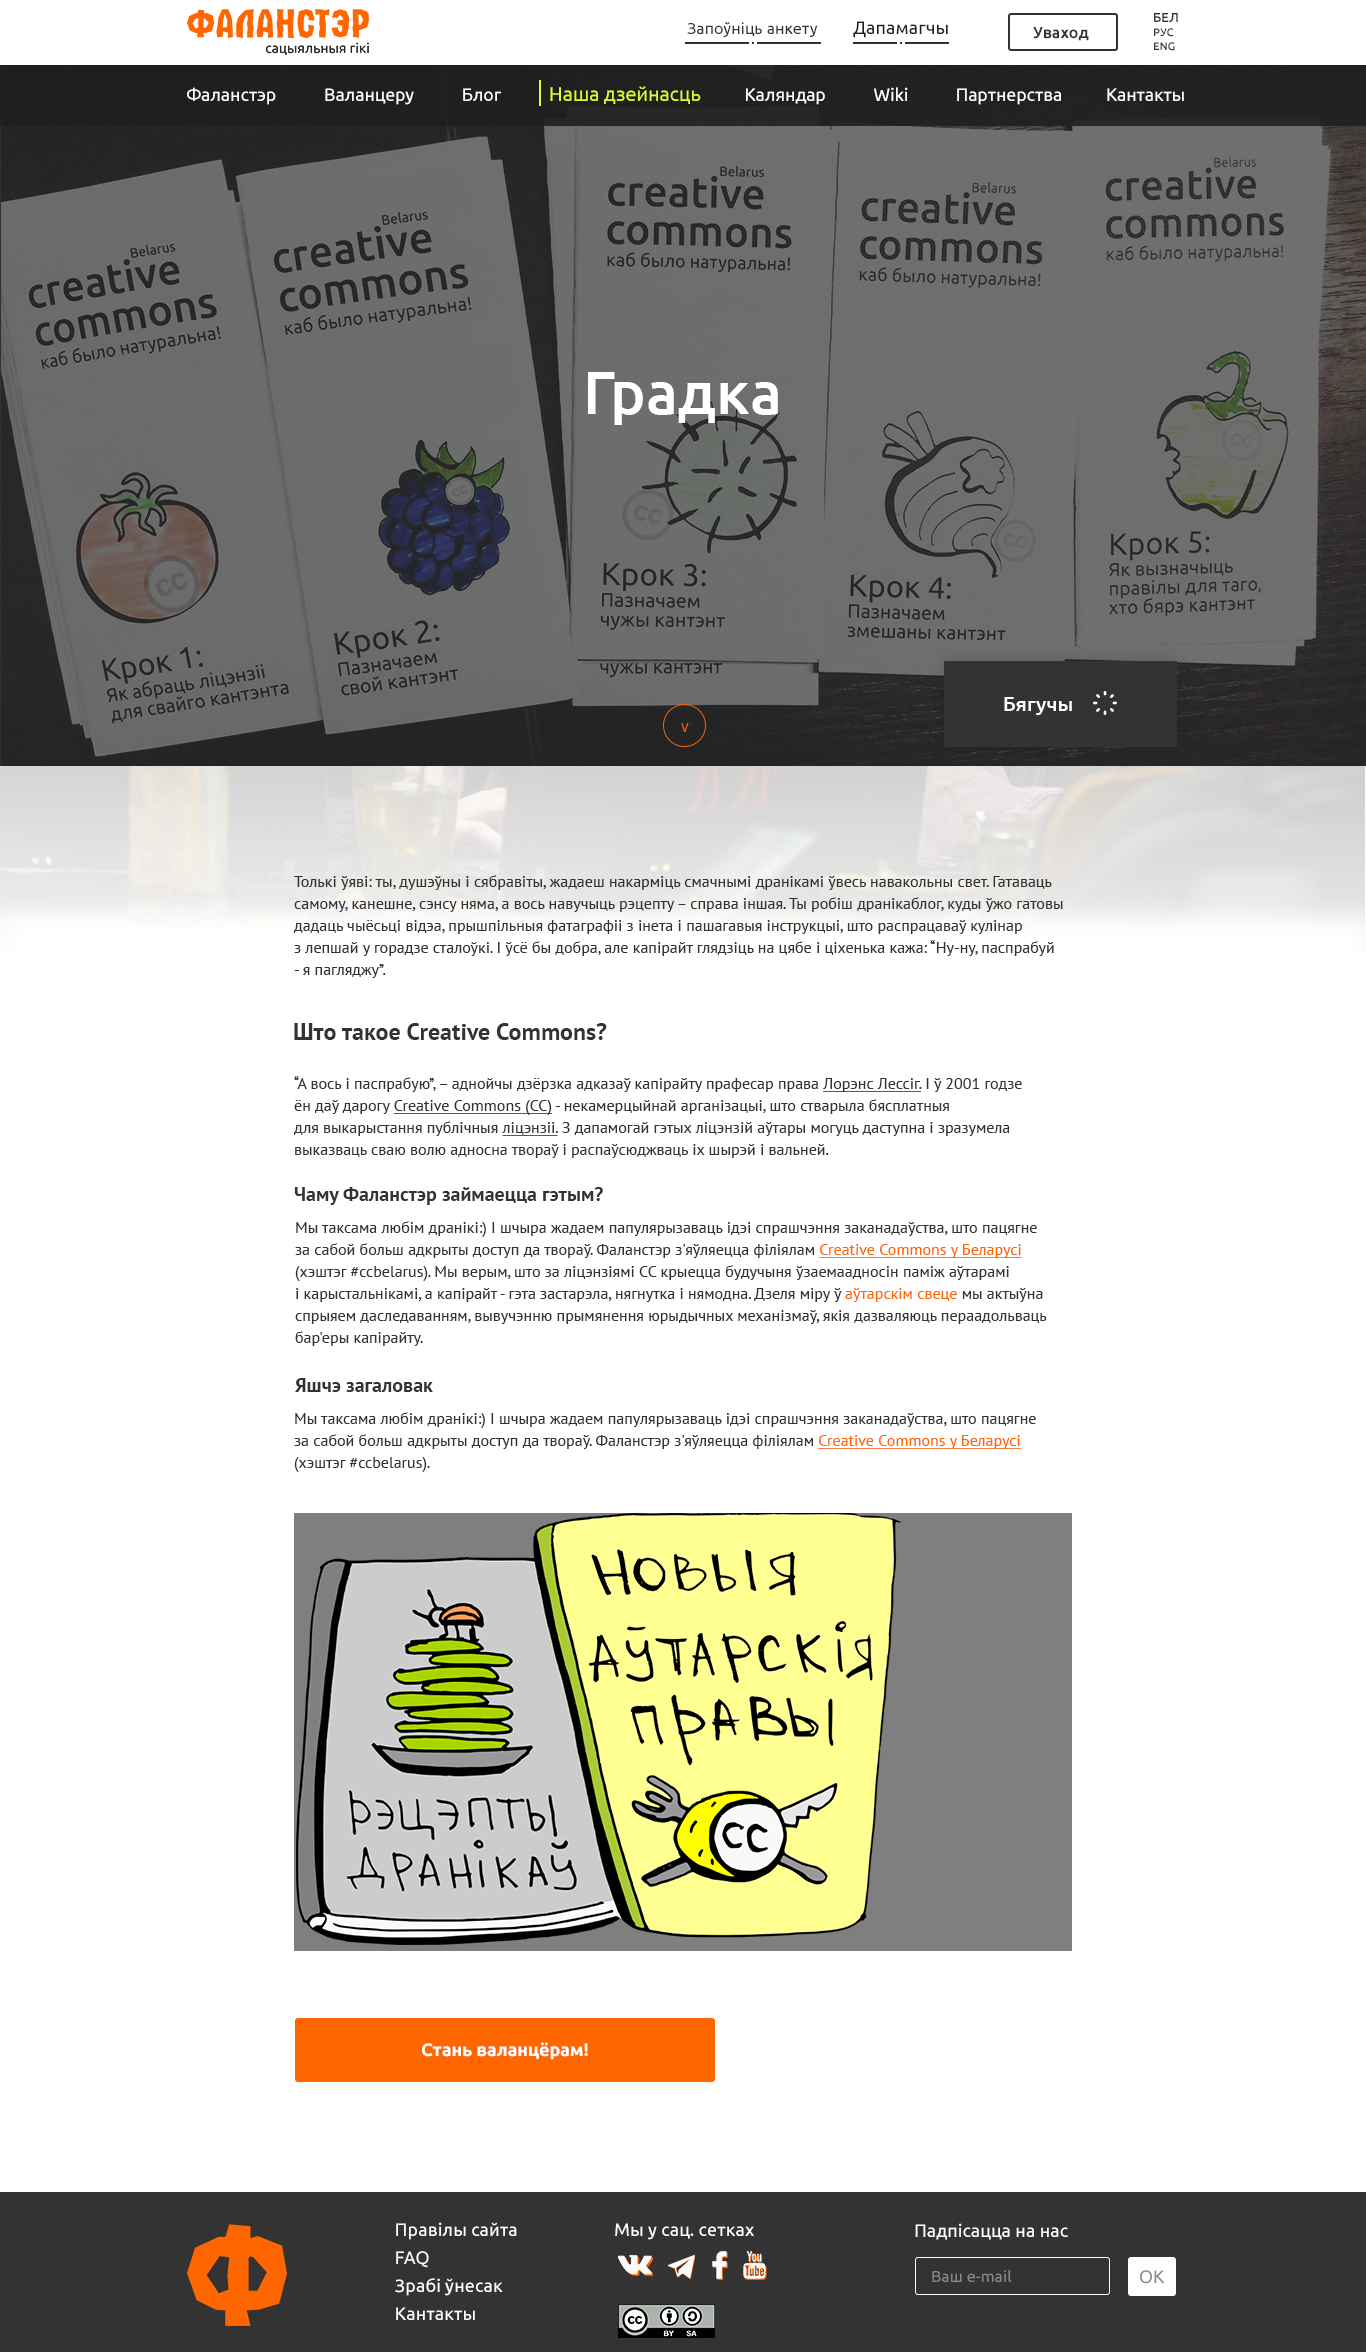 ФАЛАНСТЭР
сацыяльныя гікі
Запоўніць анкету
Дапамагчы
Уваход
БЕЛ
РУС
ENG
Фаланстэр
Валанцеру
Блог
Наша дзейнасць
Каляндар
Wiki
Партнерства
Кантакты
Belarus
creative
commons
каб было натуральна!
Крок 1:
Як абраць ліцэнзіі
для свайго кантэнта
Belarus
creative
commons
каб было натуральна!
Крок 2:
Пазначаем
свой кантэнт
Belarus
creative
commons
каб было натуральна!
Крок 3:
Пазначаем
чужы кантэнт
чужы кантэнт
Belarus
creative
commons
каб было натуральна!
Крок 4:
Пазначаем
змешаны кантэнт
Belarus
creative
commons
каб было натуральна!
Крок 5:
Як вызначыць
правілы для таго,
хто бярэ кантэнт
Градка
Бягучы
v
Толькі ўяві: ты, душэўны і сябравіты, жадаеш накарміць смачнымі дранікамі ўвесь навакольны свет. Гатаваць
самому, канешне, сэнсу няма, а вось навучыць рэцепту – справа іншая. Ты робіш дранікаблог, куды ўжо гатовы
дадаць чыёсьці відэа, прышпільныя фатаграфіі з інета і пашагавыя інструкцыі, што распрацаваў кулінар
з лепшай у горадзе сталоўкі. І ўсё бы добра, але капірайт глядзіць на цябе і ціхенька кажа: “Ну-ну, паспрабуй
- я пагляджу”.
Што такое Creative Commons?
“А вось і паспрабую”, – аднойчы дзёрзка адказаў капірайту прафесар права Лорэнс Лессіг. І ў 2001 годзе
ён даў дарогу Creative Commons (CC) - некамерцыйнай арганізацыі, што стварыла бясплатныя
для выкарыстання публічныя ліцэнзіі. З дапамогай гэтых ліцэнзій аўтары могуць даступна і зразумела
выказваць сваю волю адносна твораў і распаўсюджваць іх шырэй і вальней.
Чаму Фаланстэр займаецца гэтым?
Мы таксама любім дранікі:) І шчыра жадаем папулярызаваць ідэі спрашчэння заканадаўства, што пацягне
за сабой больш адкрыты доступ да твораў. Фаланстэр з'яўляецца філіялам Creative Commons у Беларусі
(хэштэг #ccbelarus). Мы верым, што за ліцэнзіямі СС крыецца будучыня ўзаемаадносін паміж аўтарамі
і карыстальнікамі, а капірайт - гэта застарэла, нягнутка і нямодна. Дзеля міру ў аўтарскім свеце мы актыўна
спрыяем даследаванням, вывучэнню прымянення юрыдычных механізмаў, якія дазваляюць пераадольваць
бар'еры капірайту.
Яшчэ загаловак
Мы таксама любім дранікі:) І шчыра жадаем папулярызаваць ідэі спрашчэння заканадаўства, што пацягне
за сабой больш адкрыты доступ да твораў. Фаланстэр з'яўляецца філіялам Creative Commons у Беларусі
(хэштэг #ccbelarus).
РЭЦЭПТЫ
ДРАНІКАЎ
НОВЫЯ
АЎТАРСКІЯ
ПРАВЫ
CC
Стань валанцёрам!
Правілы сайта
FAQ
Зрабі ўнесак
Кантакты
Мы у сац. сетках
You
Tube
cc
BY SA
Падпісацца на нас
Ваш e-mail
OK